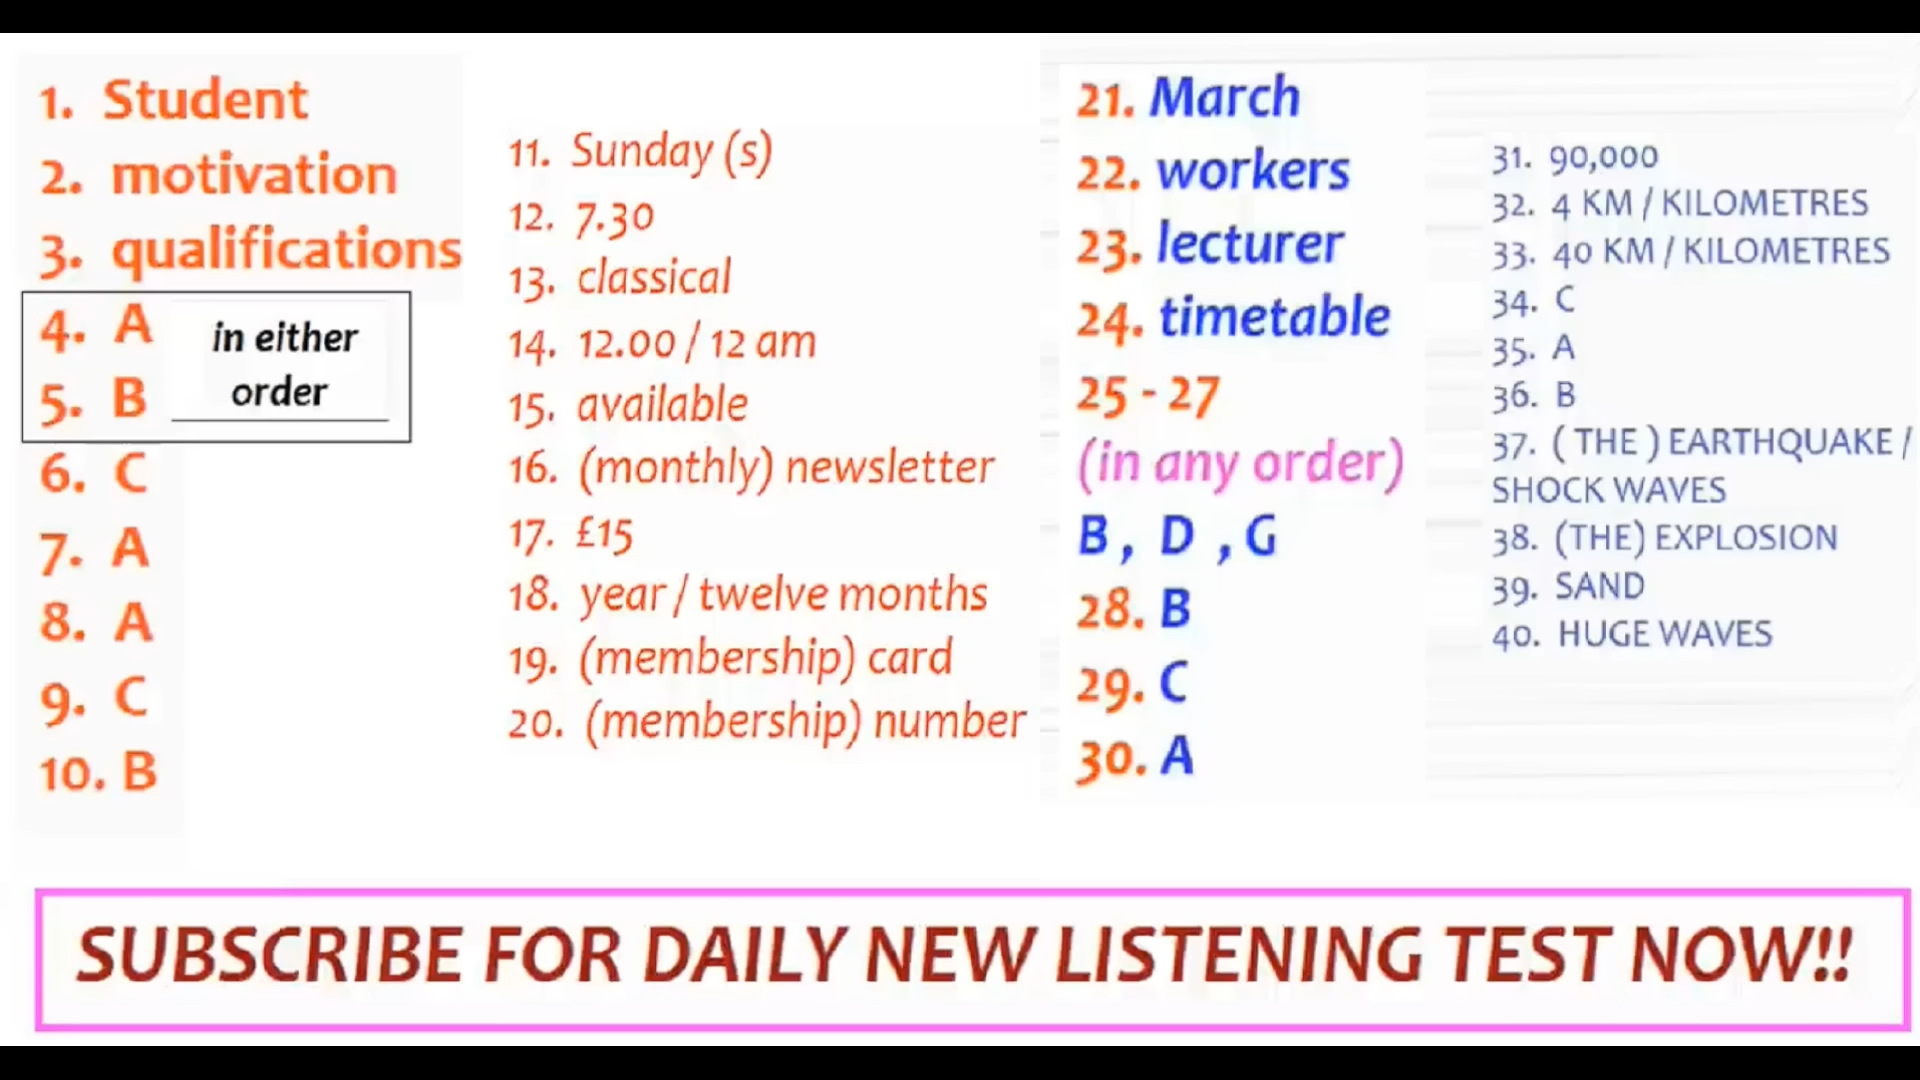 1. Student
2. motivation
3. qualifications
4. A
5. B
in either
order
6. C
7. A
8. A
9. C
10. B
11. Sunday (s)
12. 7.30
13. classical
14. 12.00 / 12 am
15. available
16. (monthly) newsletter
17. £15
18. year / twelve months
19. (membership) card
20. (membership) number
21. March
22. workers
23. lecturer
24. timetable
25 - 27
(in any order)
B , D , G
28. B
29. C
30. A
31. 90,000
32. 4 KM / KILOMETRES
33. 40 KM / KILOMETRES
34. C
35. A
36. B
37. ( THE ) EARTHQUAKE /
SHOCK WAVES
38. (THE) EXPLOSION
39. SAND
40. HUGE WAVES
SUBSCRIBE FOR DAILY NEW LISTENING TEST NOW!!